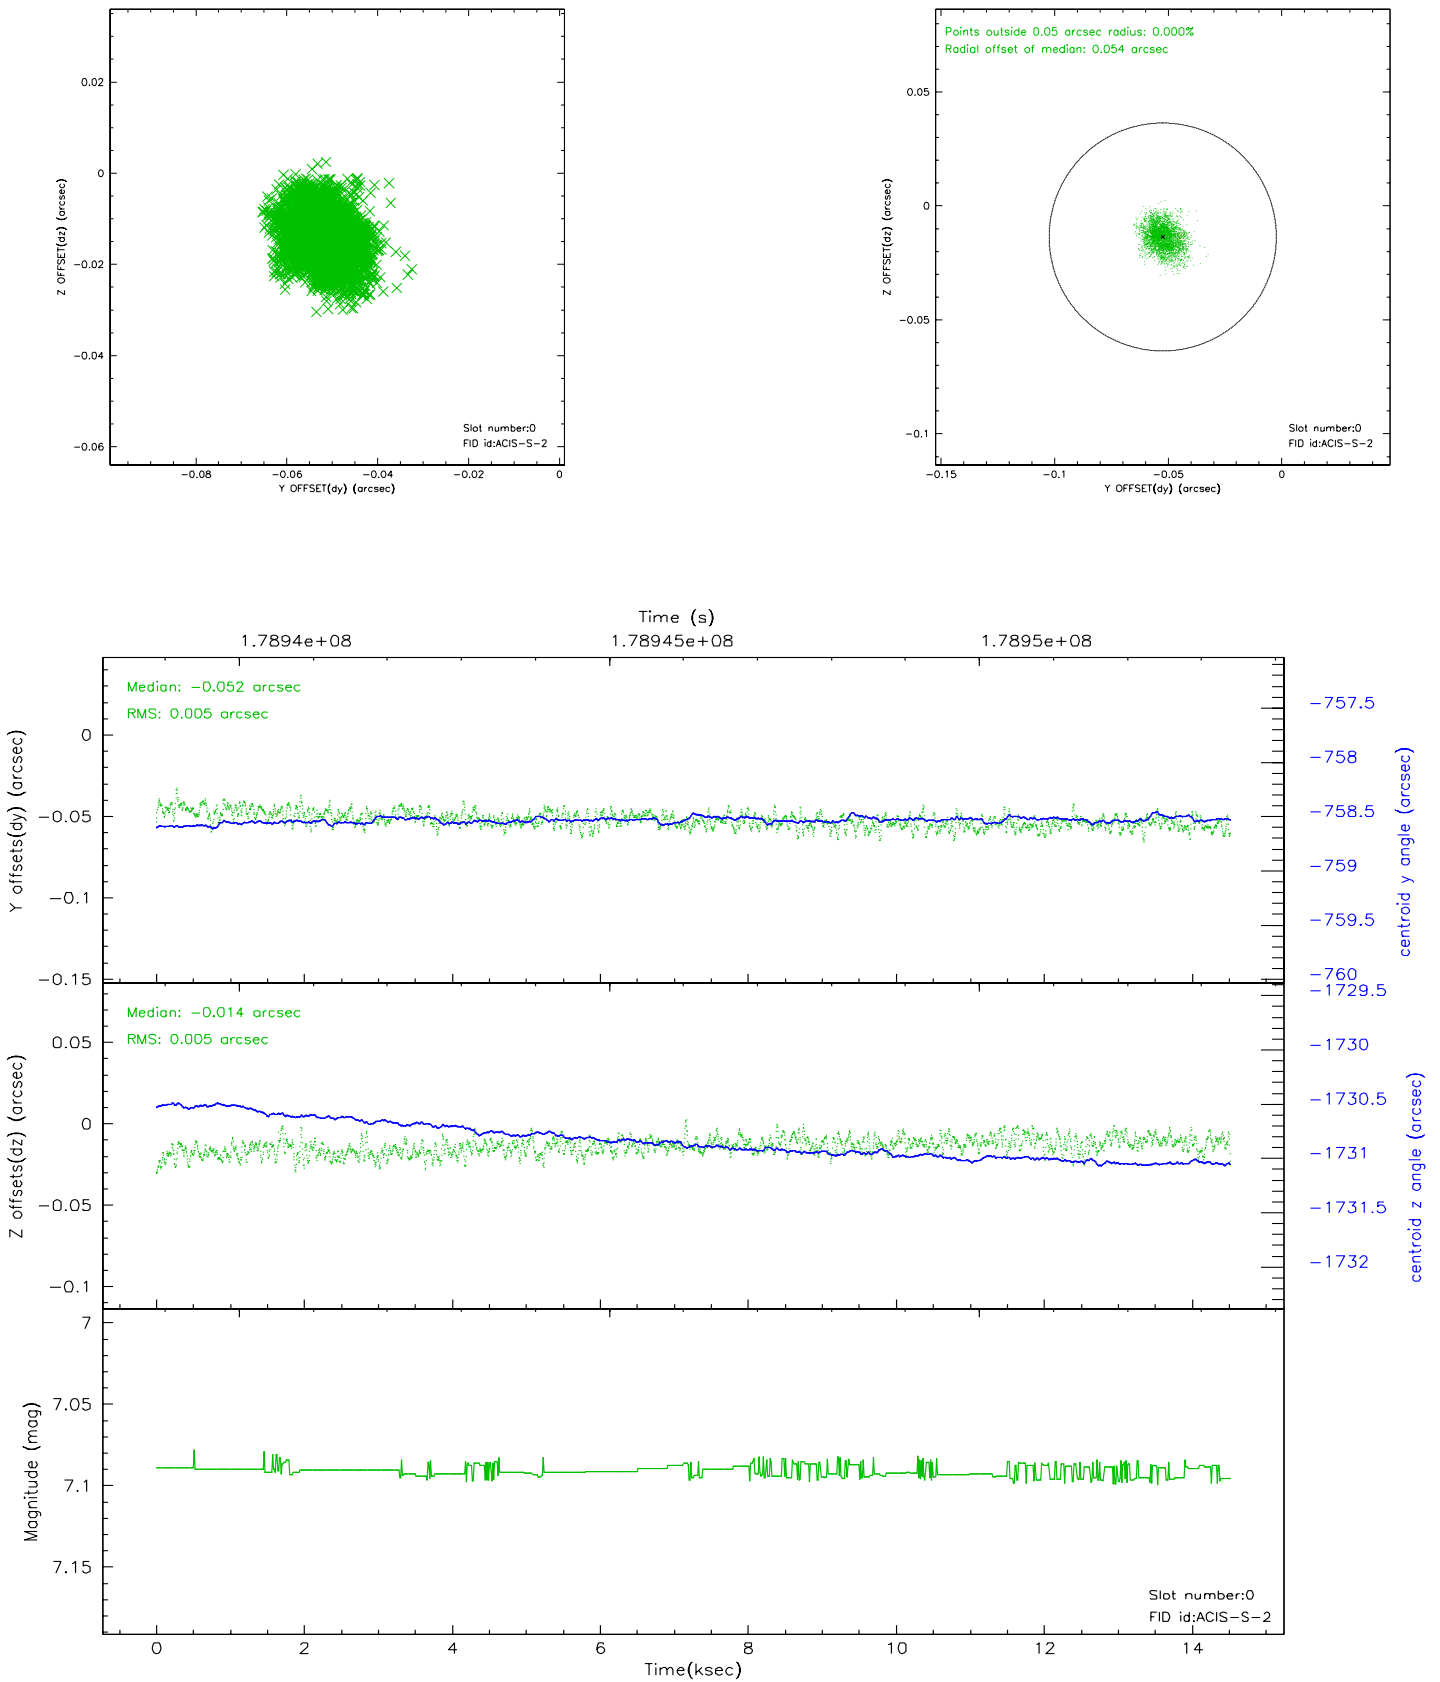 0.02
0
−0.02
−0.04
−0.06
Z OFFSET(dz) (arcsec)
Slot number:0
FID id:ACIS−S−2
−0.08
−0.06
−0.04
−0.02
0
Y OFFSET(dy) (arcsec)
Points outside 0.05 arcsec radius: 0.000%
Radial offset of median: 0.054 arcsec
0.05
0
−0.05
−0.1
Z OFFSET(dz) (arcsec)
Slot number:0
FID id:ACIS−S−2
−0.15
−0.1
−0.05
0
Y OFFSET(dy) (arcsec)
Time (s)
1.7894e+08
1.78945e+08
1.7895e+08
Median: −0.052 arcsec
RMS: 0.005 arcsec
0
−0.05
−0.1
−0.15
Y offsets(dy) (arcsec)
−757.5
−758
−758.5
−759
−759.5
−760
centroid y angle (arcsec)
Median: −0.014 arcsec
RMS: 0.005 arcsec
0.05
0
−0.05
−0.1
Z offsets(dz) (arcsec)
−1729.5
−1730
−1730.5
−1731
−1731.5
−1732
centroid z angle (arcsec)
7
7.05
7.1
7.15
Magnitude (mag)
Slot number:0
FID id:ACIS−S−2
0
2
4
6
8
10
12
14
Time(ksec)